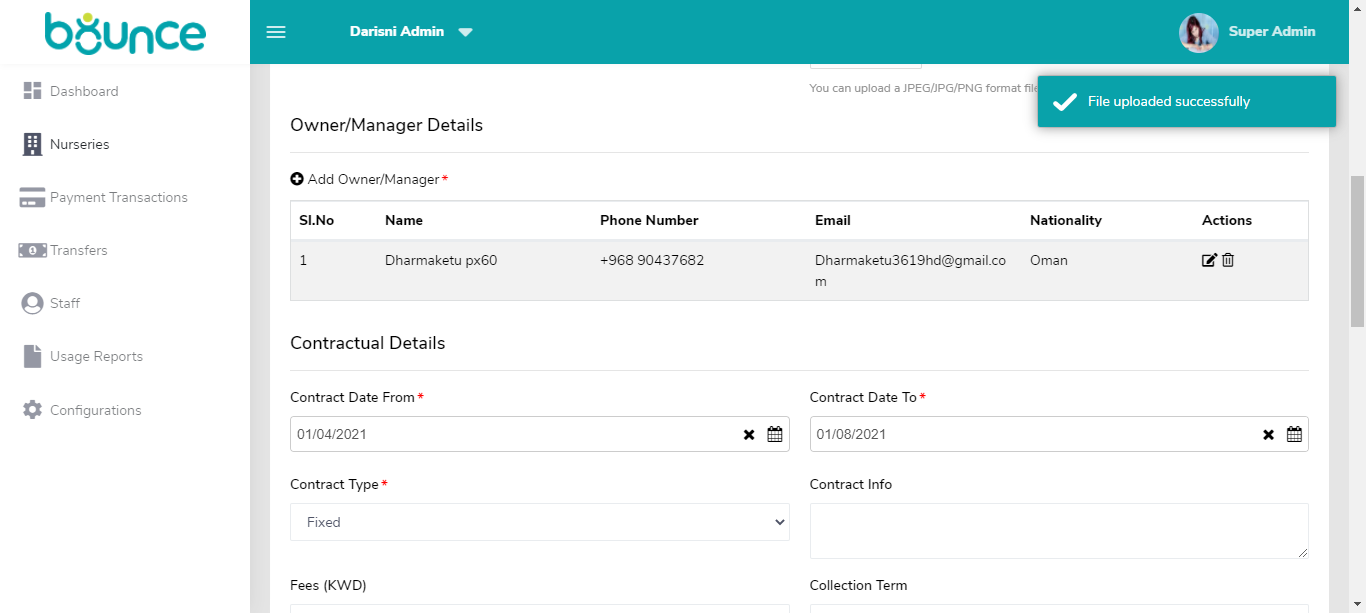 bounce
Darisni Admin
Super Admin
Dashboard
Nurseries
Payment Transactions
Transfers
Staff
Usage Reports
Configurations
You can upload a JPEG/JPG/PNG format file
File uploaded successfully
Owner/Manager Details
Add Owner/Manager *
Sl.No Name Phone Number Email Nationality Actions
1 Dharmaketu px60 +968 90437682 Dharmaketu3619hd@gmail.co Oman
m
Contractual Details
Contract Date From * Contract Date To *
01/04/2021 01/08/2021
Contract Type * Contract Info
Fixed
Fees (KWD) Collection Term